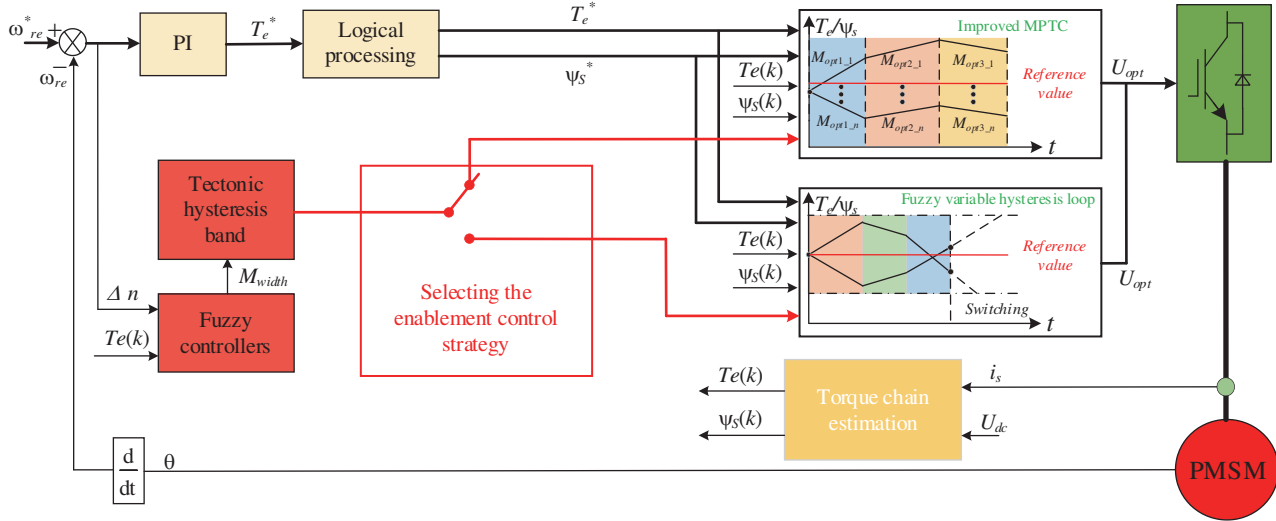 ω*re +
PI
Te*
Logical
processing
Te*
ψS*
ωre
−
Te/ψs
Improved MPTC
Mopt1_1
Mopt2_1
Mopt3_1
Reference
value
Mopt1_n
Mopt2_n
Mopt3_n
t
Te(k)
ψS(k)
Uopt
Tectonic
hysteresis
band
Mwidth
Δ n
Te(k)
Fuzzy
controllers
Selecting the
enablement control
strategy
Te/ψs
Fuzzy variable hysteresis loop
Te(k)
ψS(k)
Reference
value
Switching
t
Uopt
Te(k)
ψS(k)
Torque chain
estimation
is
Udc
d
dt
θ
PMSM